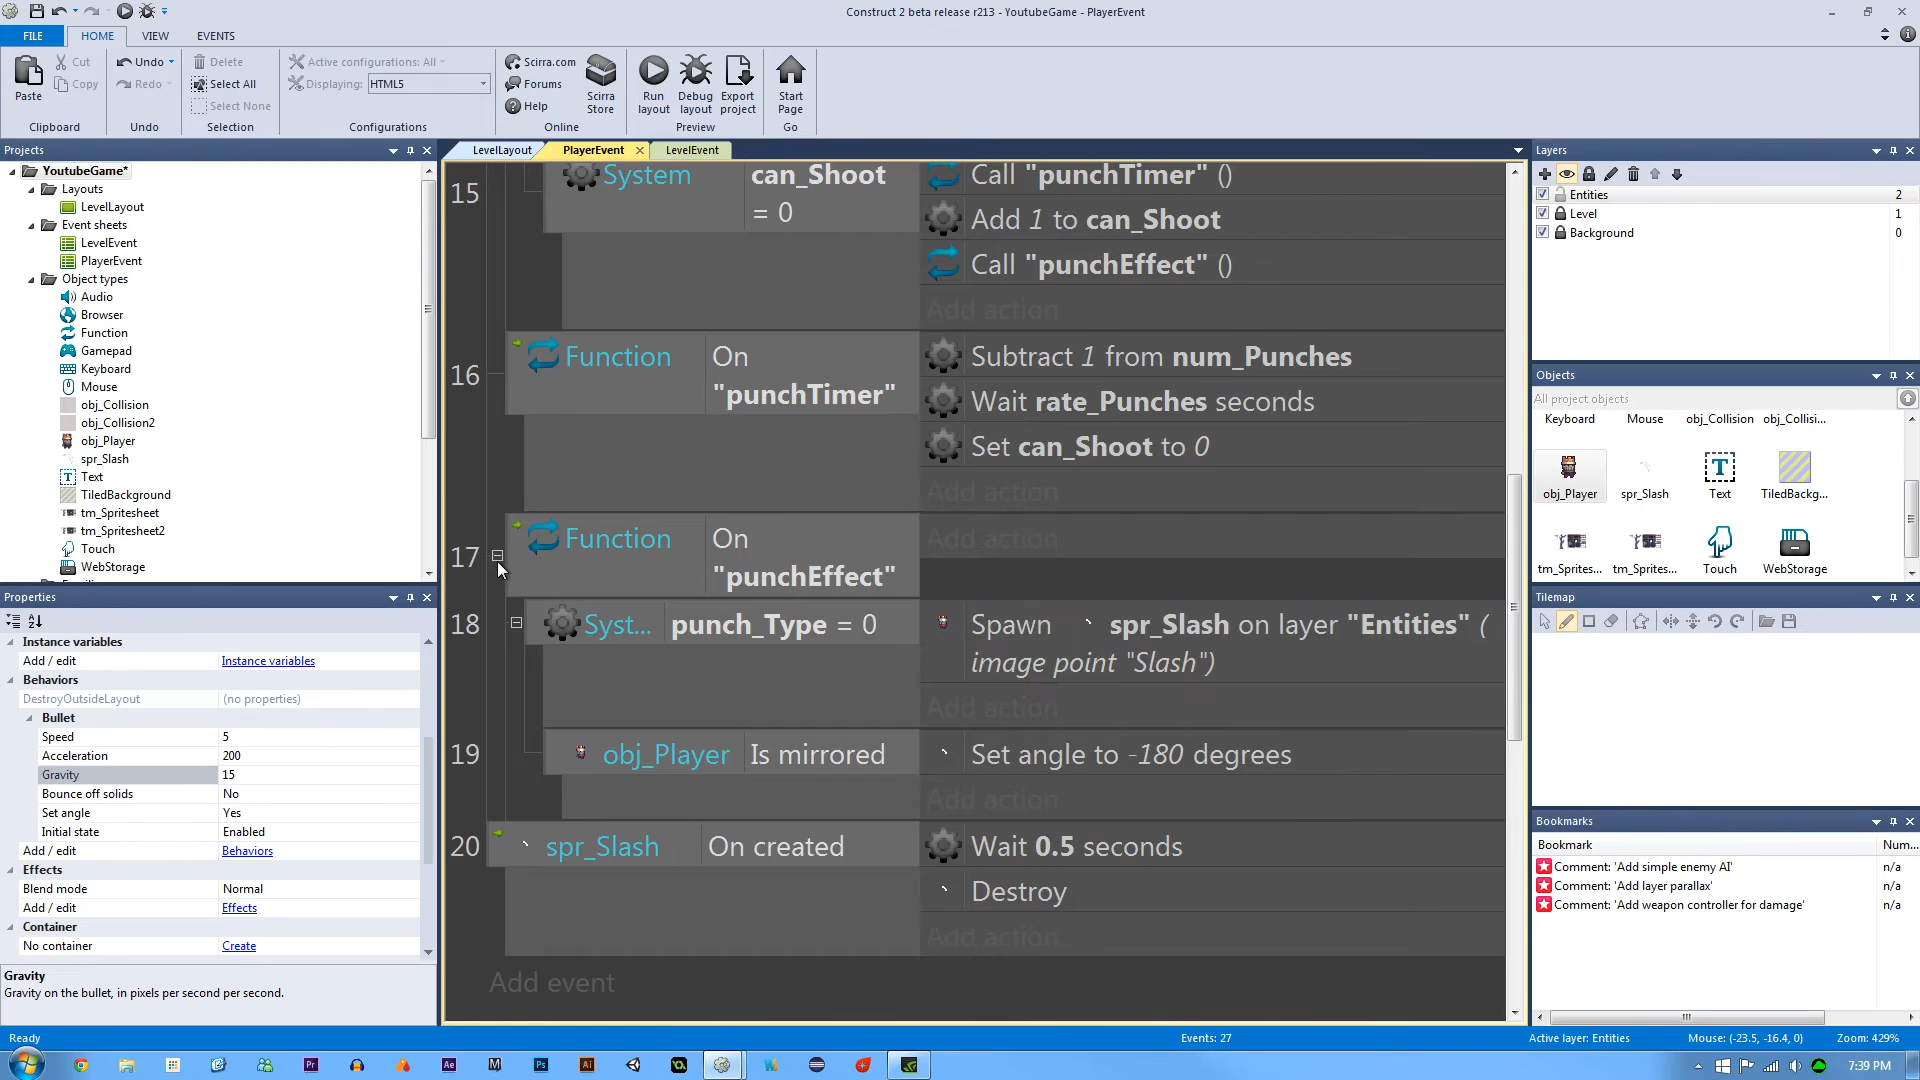 Construct 2 beta release r213 - YoutubeGame - PlayerEvent
FILE HOME VIEW EVENTS
Paste
Cut
Copy
Clipboard
Undo
Redo
Undo
Delete
Select All
Select None
Selection
Active configurations: All
Displaying: HTML5
Configurations
Scirra.com
Forums
Help
Scirra Store
Online
Run layout
Debug layout
Export project
Preview
Start Page
Go
Projects
YoutubeGame*
Layouts
LevelLayout
Event sheets
LevelEvent
PlayerEvent
Object types
Audio
Browser
Function
Gamepad
Keyboard
Mouse
obj_Collision
obj_Collision2
obj_Player
spr_Slash
Text
TiledBackground
tm_Spritesheet
tm_Spritesheet2
Touch
WebStorage
Properties
Instance variables
Add / edit Instance variables
Behaviors
DestroyOutsideLayout (no properties)
Bullet
Speed 5
Acceleration 200
Gravity 15
Bounce off solids No
Set angle Yes
Initial state Enabled
Add / edit Behaviors
Effects
Blend mode Normal
Add / edit Effects
Container
No container Create
Gravity
Gravity on the bullet, in pixels per second per second.
LevelLayout PlayerEvent LevelEvent
15 System can_Shoot = 0 Call "punchTimer" ()
Add 1 to can_Shoot
Call "punchEffect" ()
Add action
16 Function On "punchTimer" Subtract 1 from num_Punches
Wait rate_Punches seconds
Set can_Shoot to 0
Add action
17 Function On "punchEffect" Add action
18 Syst... punch_Type = 0 Spawn spr_Slash on layer "Entities" (
image point "Slash")
Add action
19 obj_Player Is mirrored Set angle to -180 degrees
Add action
20 spr_Slash On created Wait 0.5 seconds
Destroy
Add action
Add event
Layers
Entities 2
Level 1
Background 0
Objects
All project objects
Keyboard Mouse obj_Collision obj_Collisi...
obj_Player spr_Slash Text TiledBackg...
tm_Sprites... tm_Sprites... Touch WebStorage
Tilemap
Bookmarks
Bookmark Num...
Comment: 'Add simple enemy AI' n/a
Comment: 'Add layer parallax' n/a
Comment: 'Add weapon controller for damage' n/a
Ready Events: 27 Active layer: Entities Mouse: (-23.5, -16.4, 0) Zoom: 429%
7:39 PM